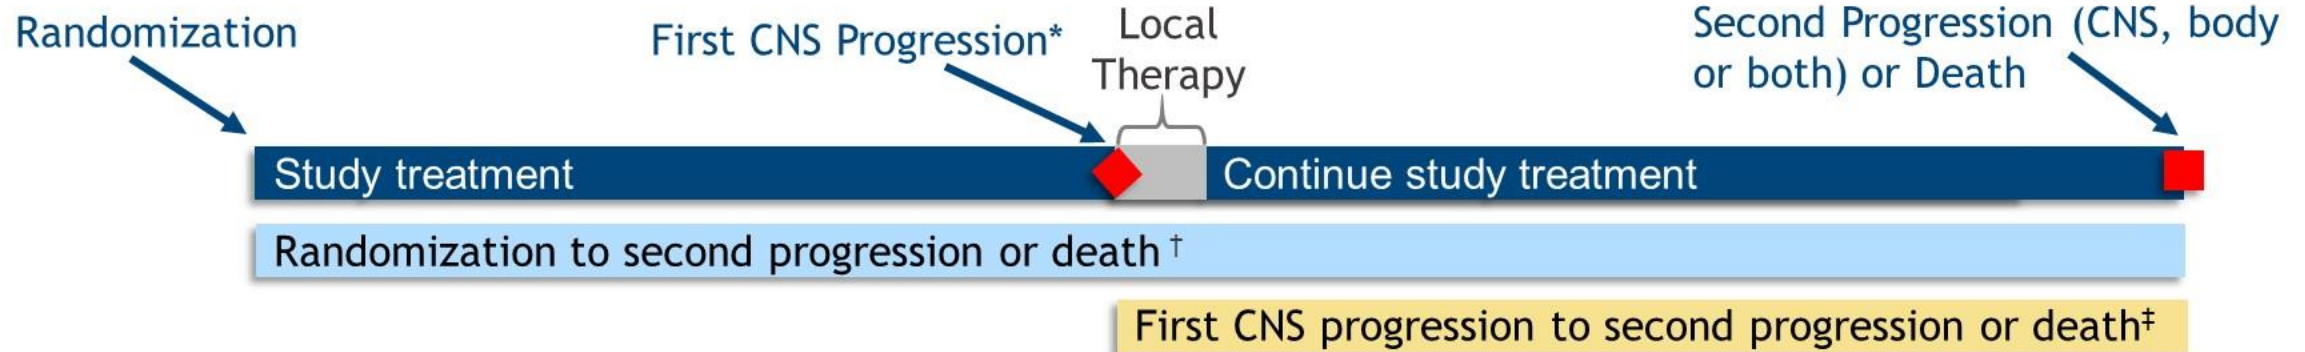 Randomization
First CNS Progression*
Local
Therapy
Second Progression (CNS, body
or both) or Death
Study treatment
Continue study treatment
Randomization to second progression or death †
First CNS progression to second progression or death‡